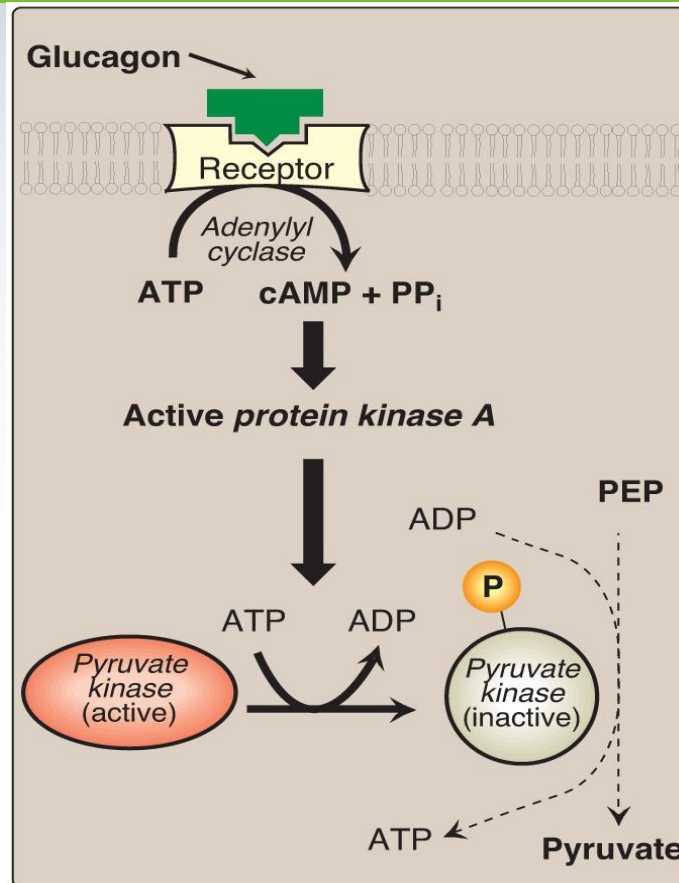 Glucagon
Receptor
Adenylyl
cyclase
ATP
cAMP + PPi
Active protein kinase A
PEP
ADP
P
ATP
ADP
Pyruvate
kinase
(active)
Pyruvate
kinase
(inactive)
ATP
Pyruvate